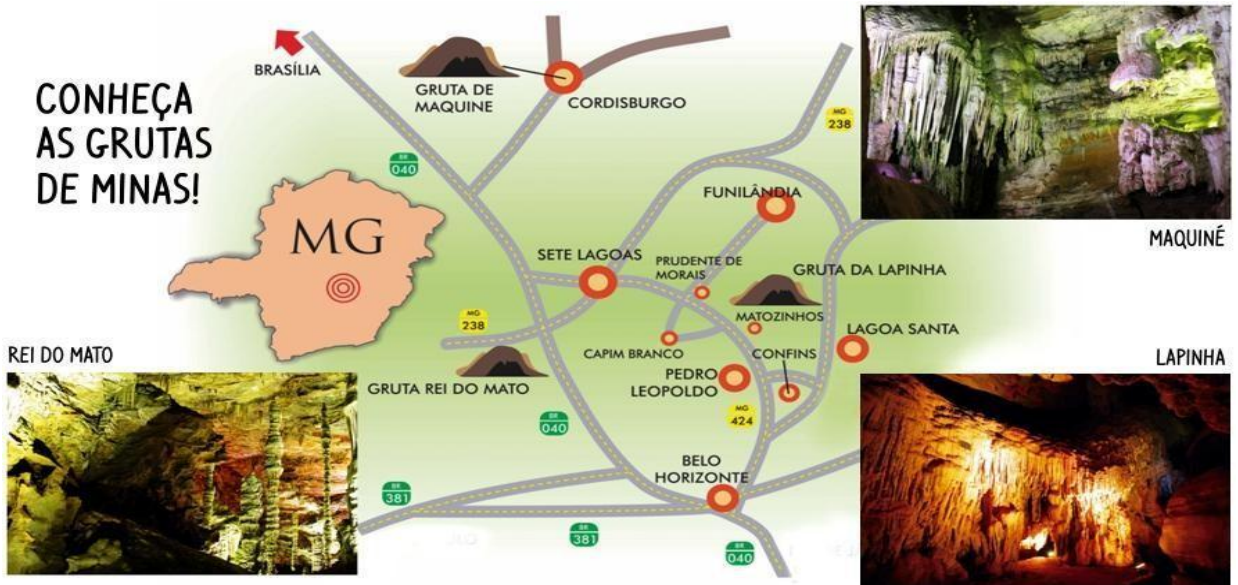 CONHEÇA
AS GRUTAS
DE MINAS!
BRASÍLIA
GRUTA DE
MAQUINE
CORDISBURGO
MG
238
BR
040
MAQUINÉ
MG
FUNILÂNDIA
SETE LAGOAS
PRUDENTE DE
MORAIS
GRUTA DA LAPINHA
MG
238
MATOZINHOS
LAGOA SANTA
REI DO MATO
CAPIM BRANCO
CONFINS
LAPINHA
GRUTA REI DO MATO
PEDRO
LEOPOLDO
MG
424
BR
040
BELO
HORIZONTE
BR
381
BR
381
BR
040